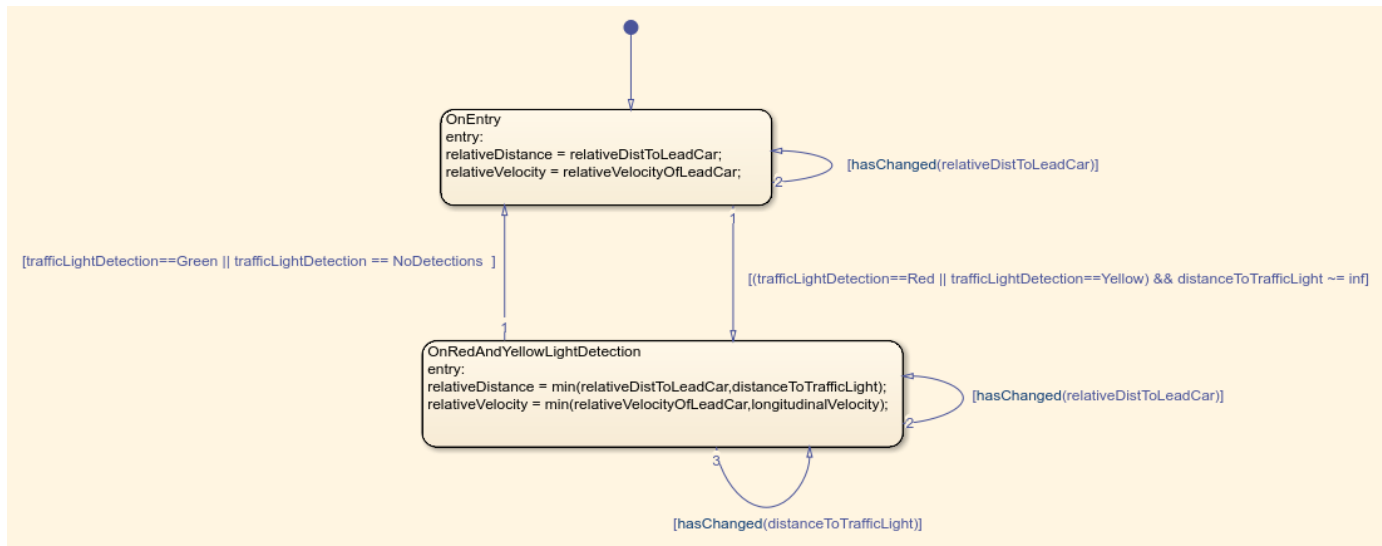 OnEntry
entry:
relativeDistance = relativeDistToLeadCar;
relativeVelocity = relativeVelocityOfLeadCar;
2
[hasChanged(relativeDistToLeadCar)]
1
[trafficLightDetection==Green || trafficLightDetection == NoDetections  ]
[(trafficLightDetection==Red || trafficLightDetection==Yellow) && distanceToTrafficLight ~= inf]
1
OnRedAndYellowLightDetection
entry:
relativeDistance = min(relativeDistToLeadCar,distanceToTrafficLight);
relativeVelocity = min(relativeVelocityOfLeadCar,longitudinalVelocity);
[hasChanged(relativeDistToLeadCar)]
2
3
[hasChanged(distanceToTrafficLight)]